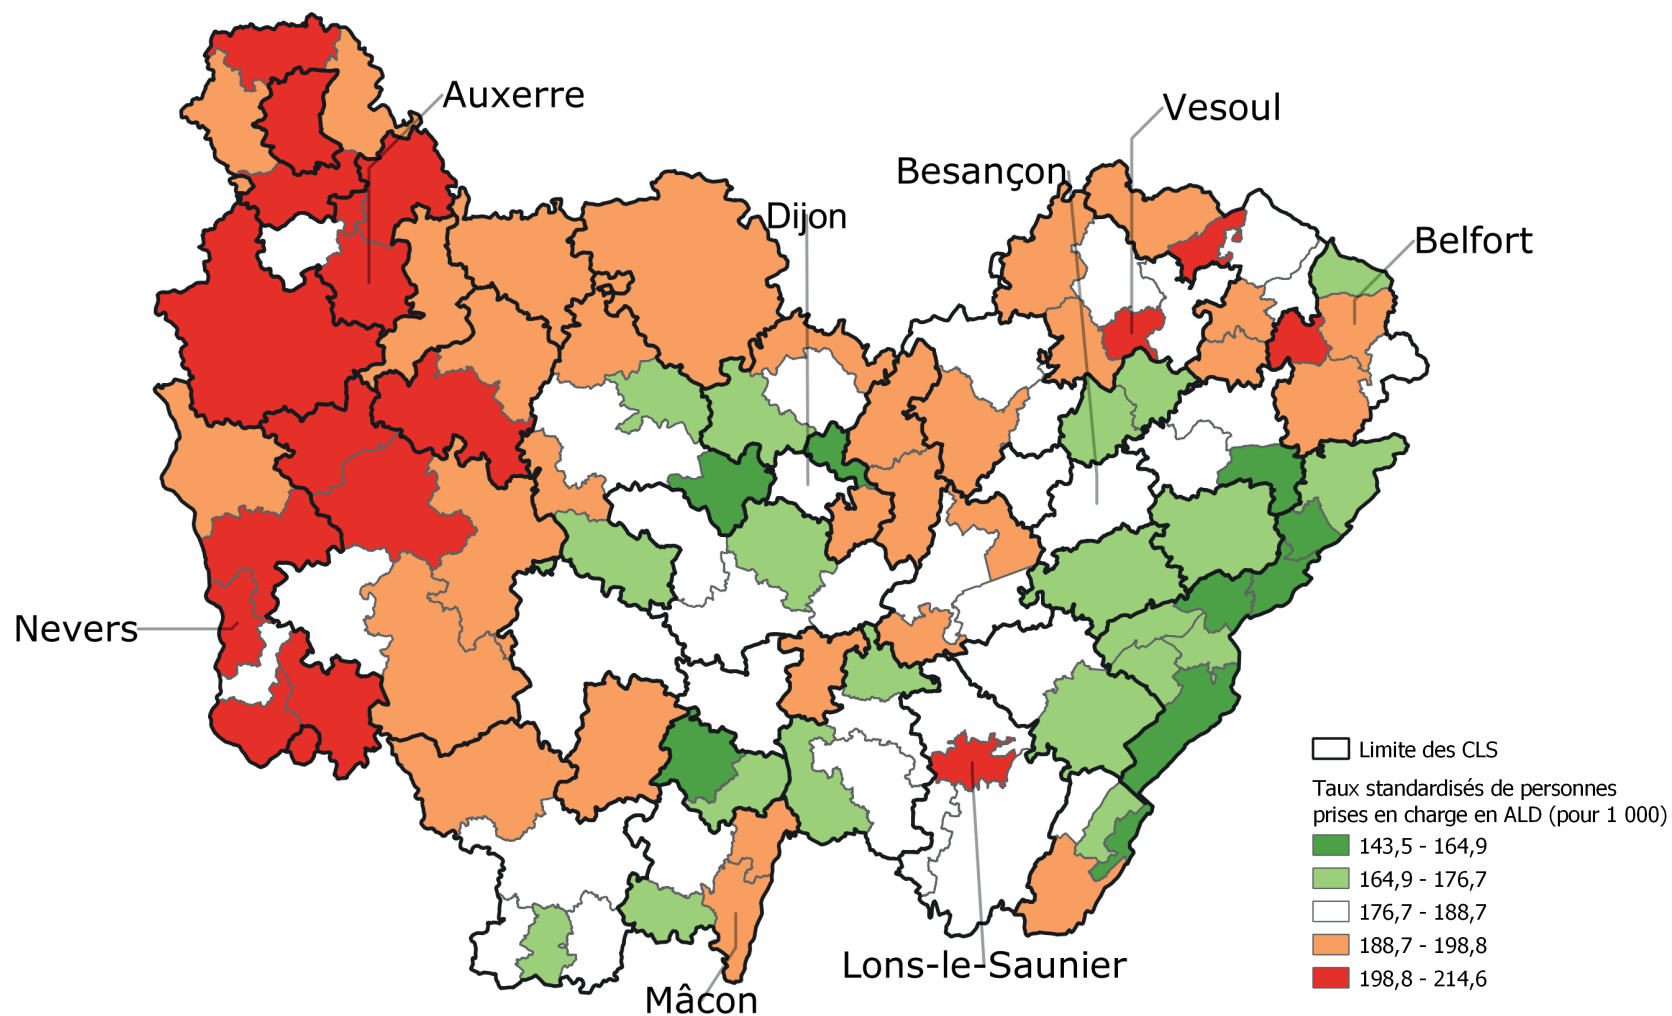 Auxerre
Vesoul
Besançon
Dijon
Belfort
Nevers
Lons-le-Saunier
Mâcon
Limite des CLS
Taux standardisés de personnes
prises en charge en ALD (pour 1 000)
143,5 - 164,9
164,9 - 176,7
176,7 - 188,7
188,7 - 198,8
198,8 - 214,6